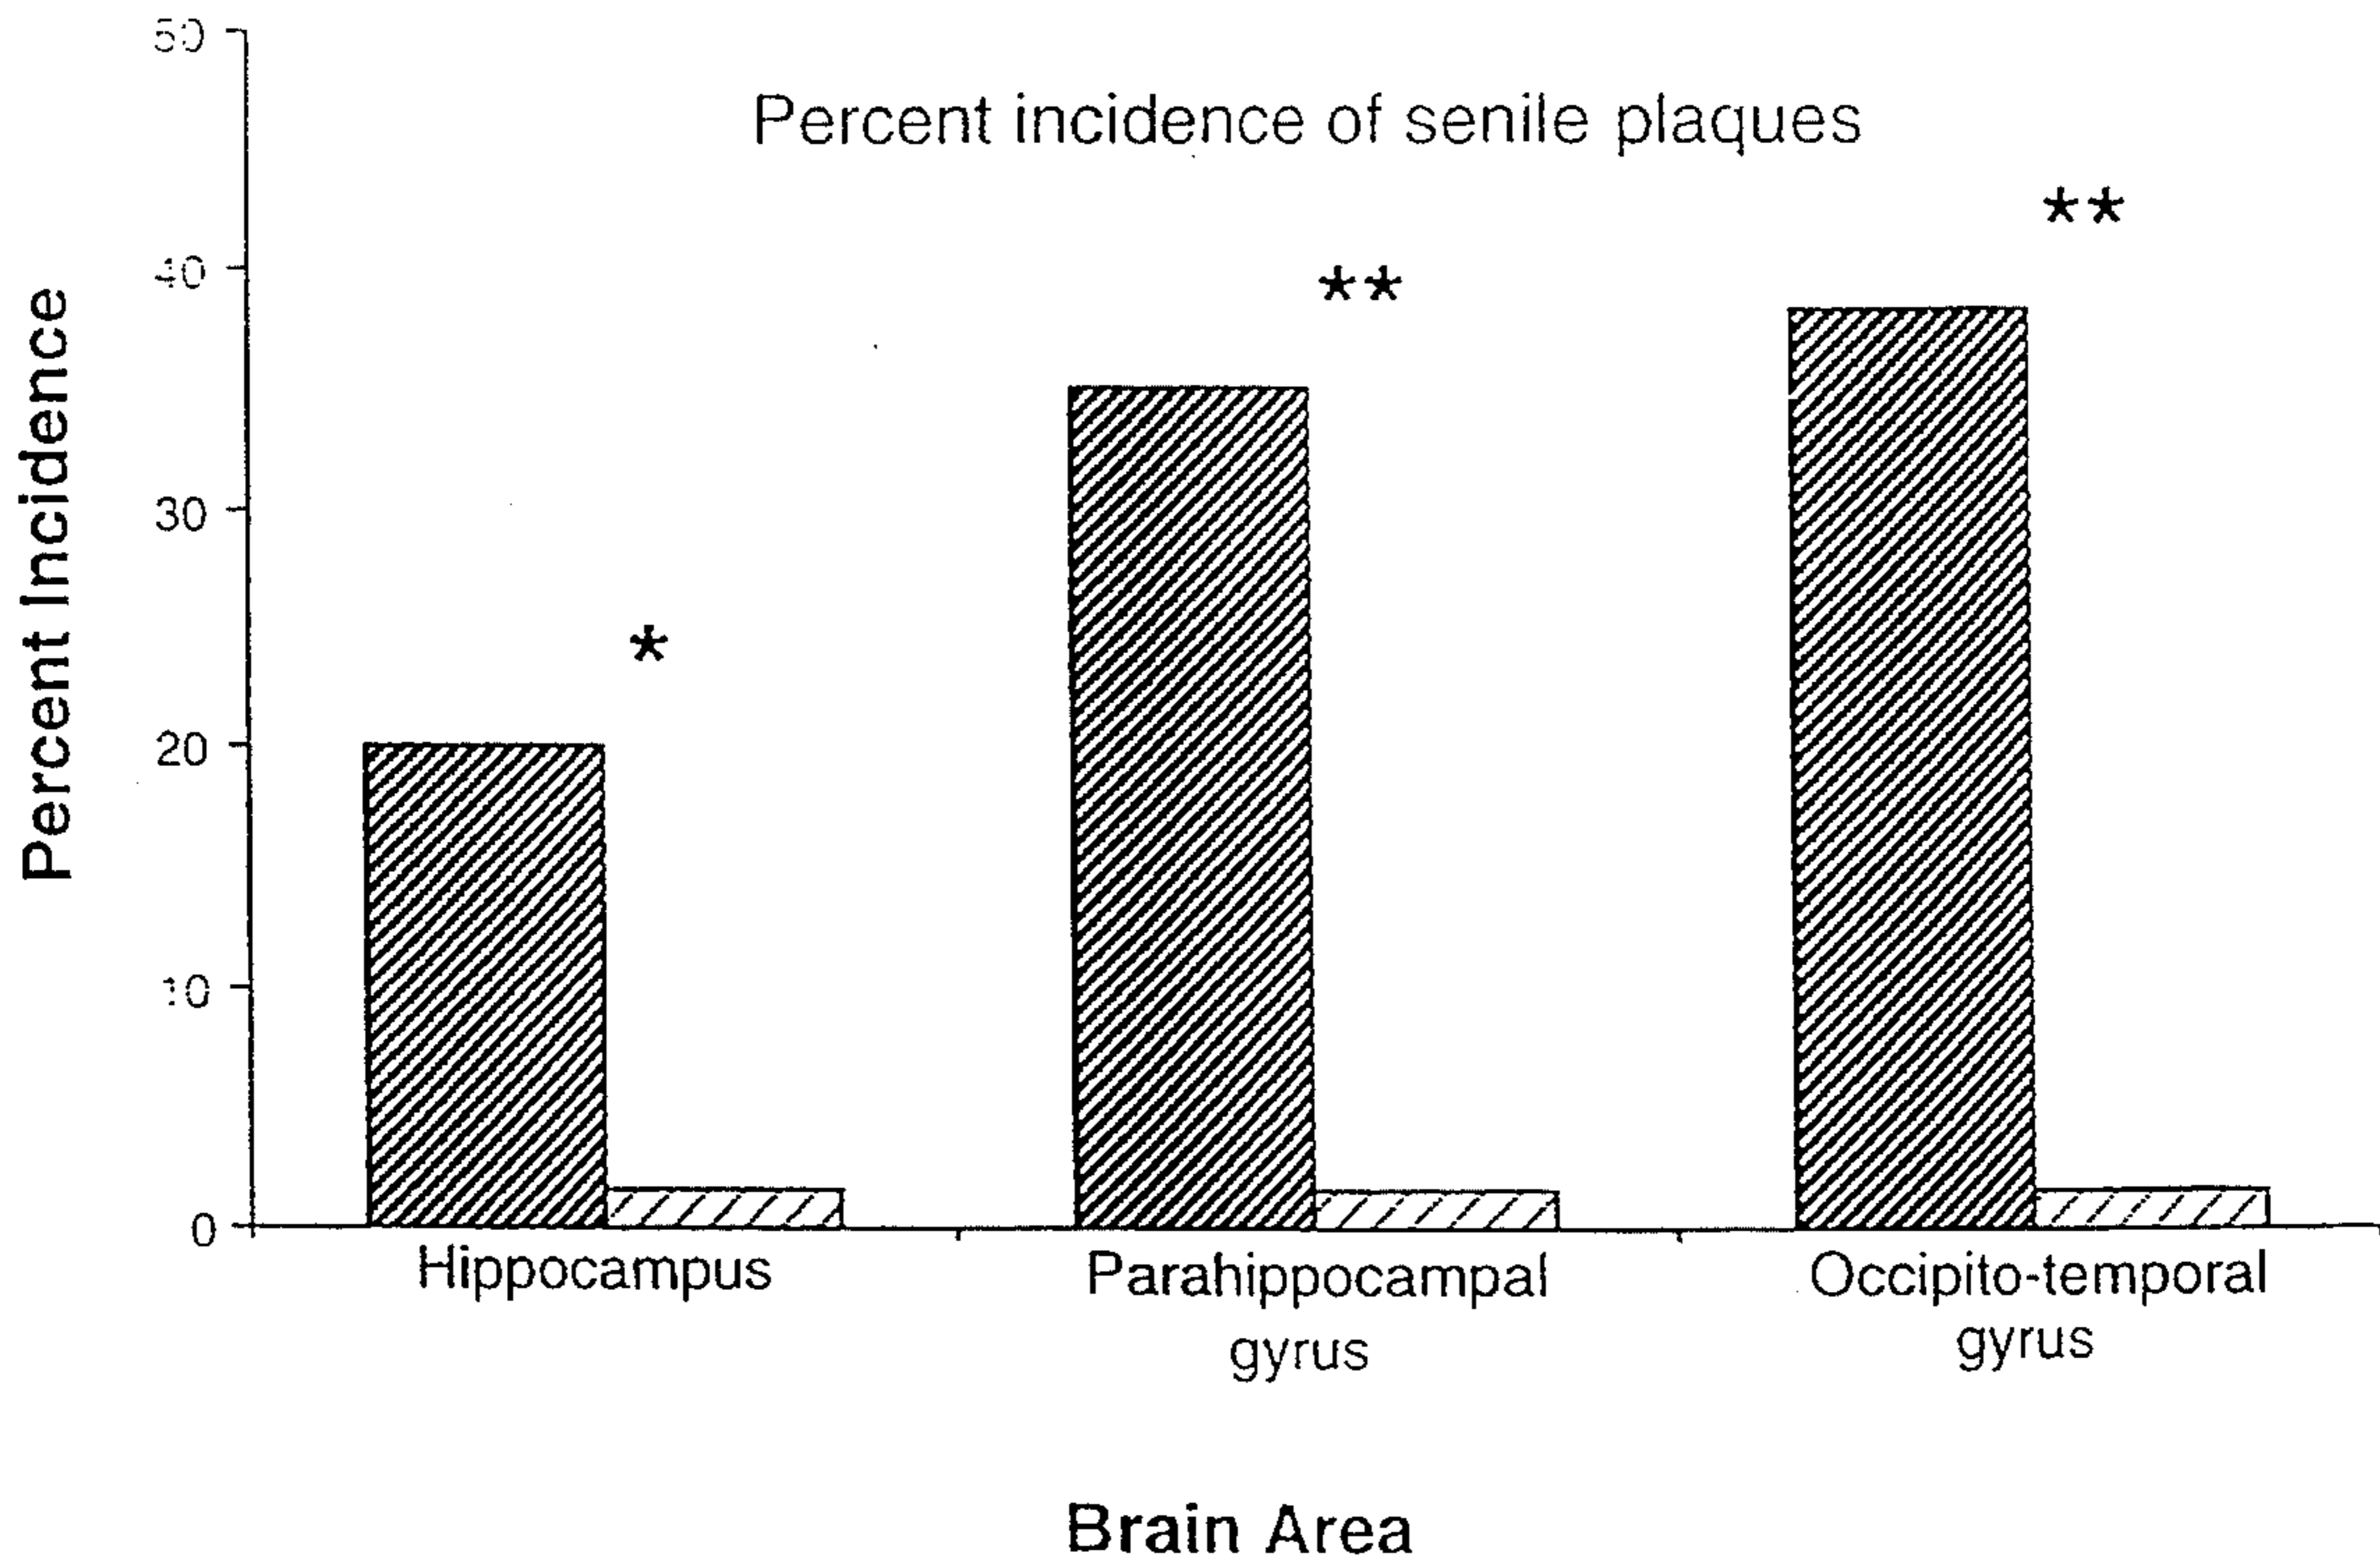 Percent incidence of senile plaques
Percent Incidence
50
40
30
20
10
0
*
**
**
Hippocampus
Parahippocampal
gyrus
Occipito-temporal
gyrus
Brain Area